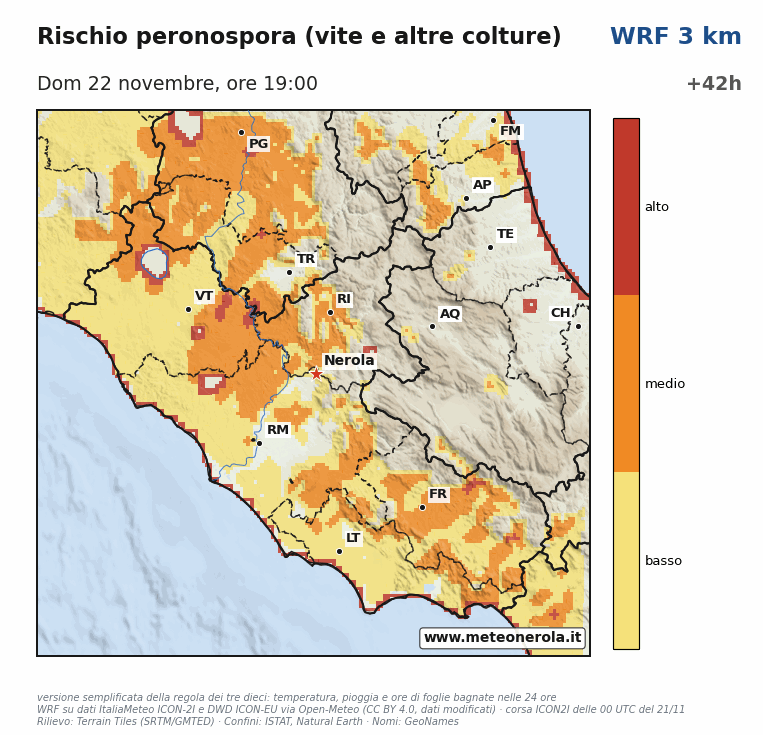 Rischio peronospora (vite e altre colture)
WRF 3 km
Dom 22 novembre, ore 19:00
+42h
FM
PG
alto
AP
TE
TR
VT
RI
AQ
CH
Nerola
medio
RM
FR
LT
basso
www.meteonerola.it
versione semplificata della regola dei tre dieci: temperatura, pioggia e ore di foglie bagnate nelle 24 ore
WRF su dati ItaliaMeteo ICON-2I e DWD ICON-EU via Open-Meteo (CC BY 4.0, dati modificati) · corsa ICON2I delle 00 UTC del 21/11
Rilievo: Terrain Tiles (SRTM/GMTED) · Confini: ISTAT, Natural Earth · Nomi: GeoNames